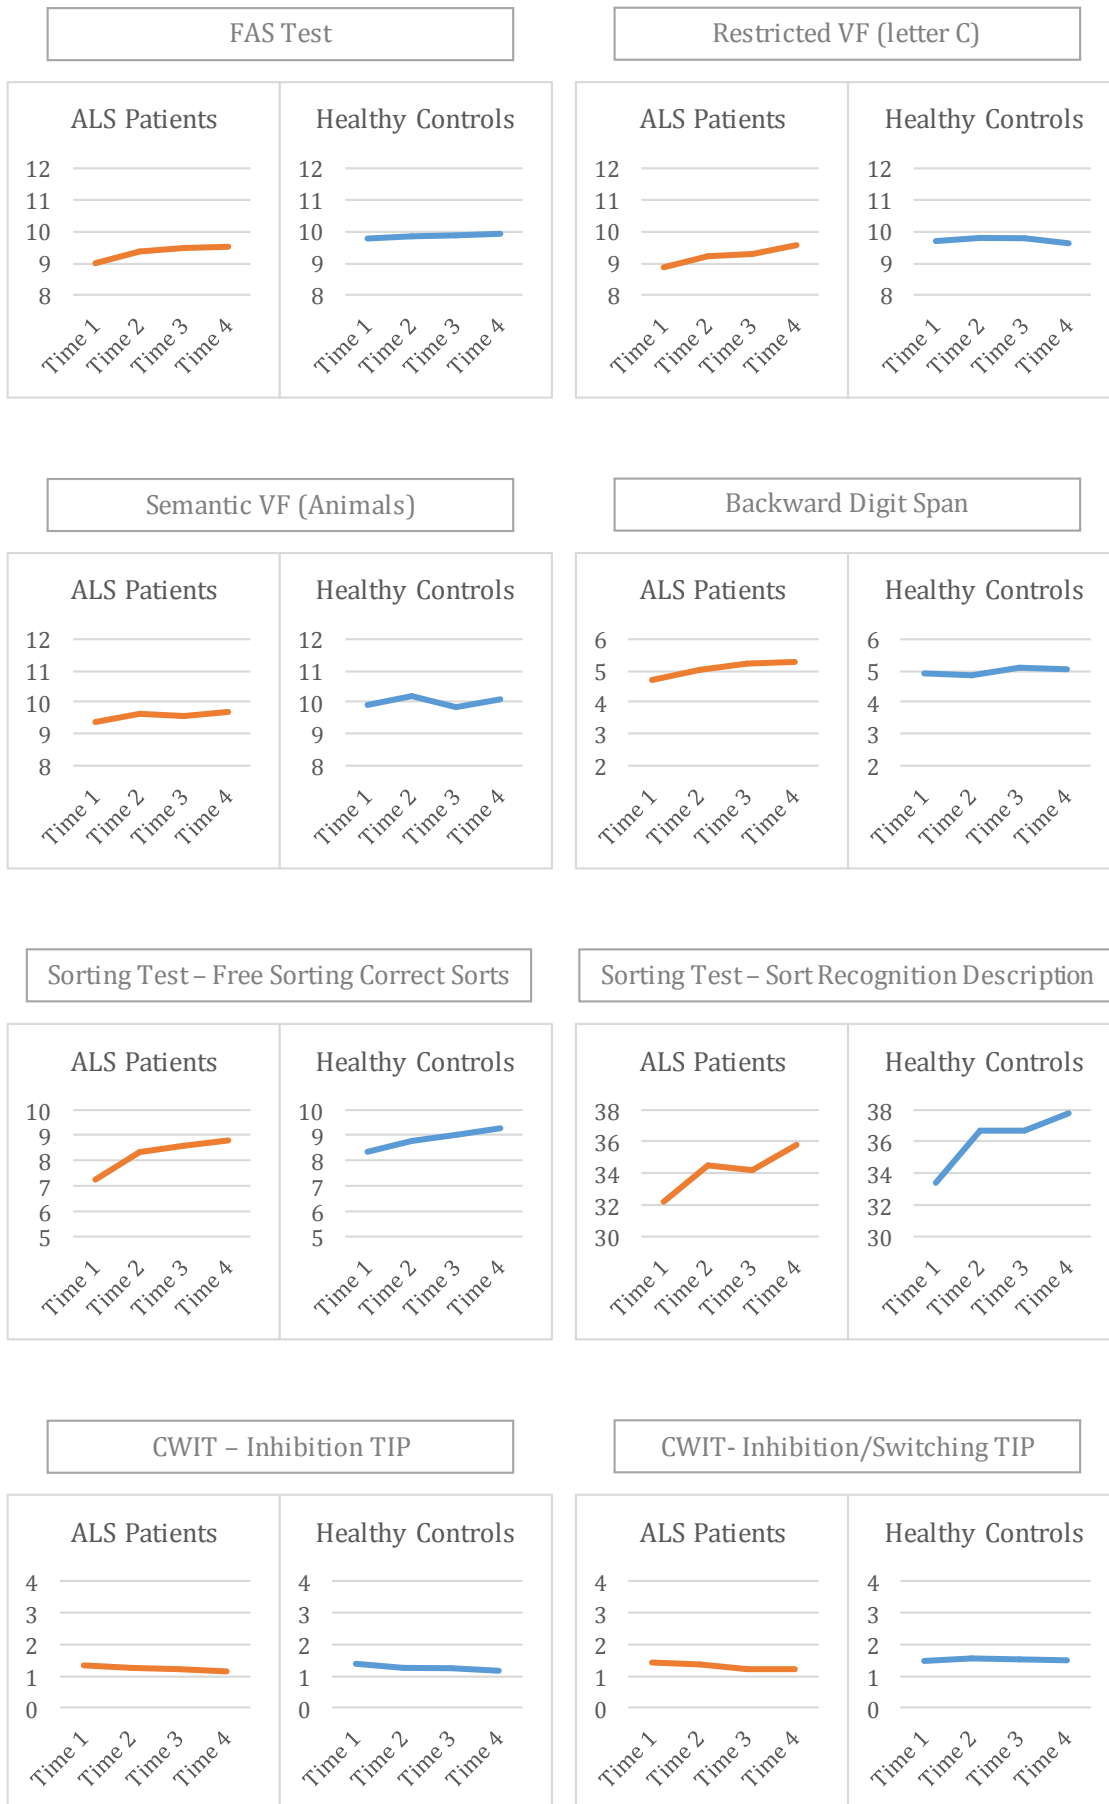 FAS Test
Restricted VF (letter C)
ALS Patients
Healthy Controls
ALS Patients
Healthy Controls
12
11
10
9
8
Time 1
Time 2
Time 3
Time 4
12
11
10
9
8
Time 1
Time 2
Time 3
Time 4
12
11
10
9
8
Time 1
Time 2
Time 3
Time 4
12
11
10
9
8
Time 1
Time 2
Time 3
Time 4
Semantic VF (Animals)
Backward Digit Span
ALS Patients
Healthy Controls
ALS Patients
Healthy Controls
12
11
10
9
8
Time 1
Time 2
Time 3
Time 4
12
11
10
9
8
Time 1
Time 2
Time 3
Time 4
6
5
4
3
2
Time 1
Time 2
Time 3
Time 4
6
5
4
3
2
Time 1
Time 2
Time 3
Time 4
Sorting Test – Free Sorting Correct Sorts
Sorting Test – Sort Recognition Description
ALS Patients
Healthy Controls
ALS Patients
Healthy Controls
10
9
8
7
6
5
Time 1
Time 2
Time 3
Time 4
10
9
8
7
6
5
Time 1
Time 2
Time 3
Time 4
38
36
34
32
30
Time 1
Time 2
Time 3
Time 4
38
36
34
32
30
Time 1
Time 2
Time 3
Time 4
CWIT – Inhibition TIP
CWIT- Inhibition/Switching TIP
ALS Patients
Healthy Controls
ALS Patients
Healthy Controls
4
3
2
1
0
Time 1
Time 2
Time 3
Time 4
4
3
2
1
0
Time 1
Time 2
Time 3
Time 4
4
3
2
1
0
Time 1
Time 2
Time 3
Time 4
4
3
2
1
0
Time 1
Time 2
Time 3
Time 4